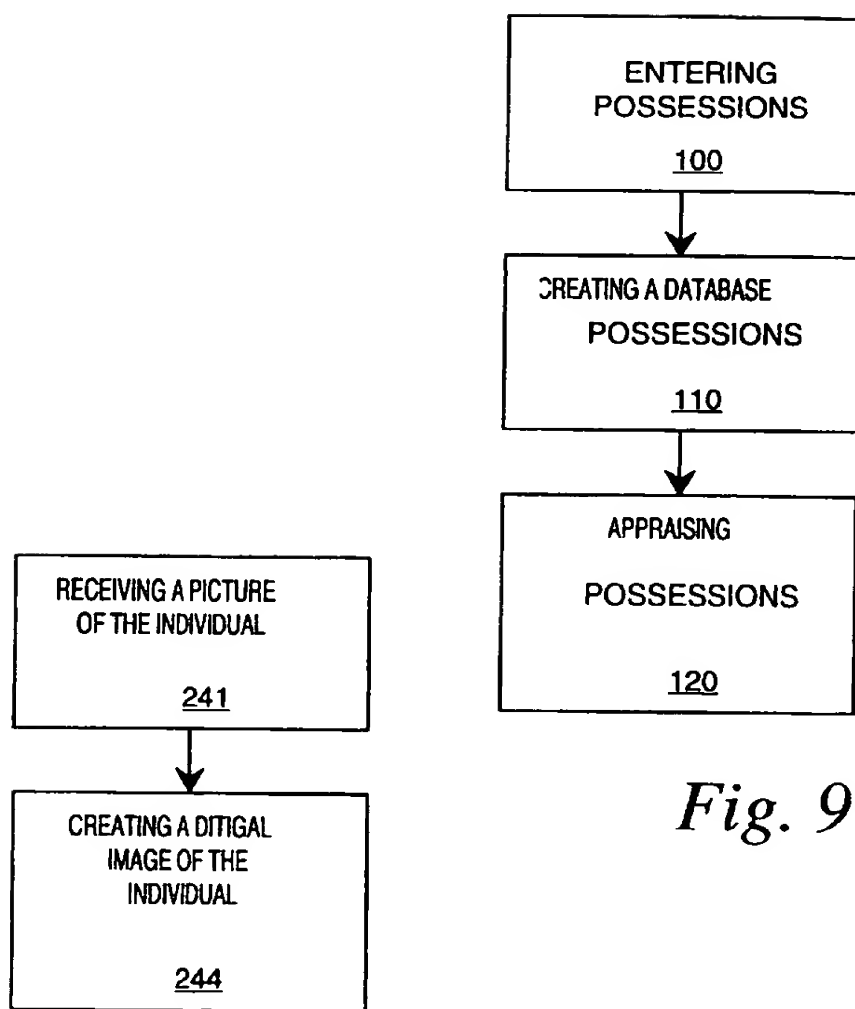 ENTERING
POSSESSIONS
100
CREATING A DATABASE
POSSESSIONS
110
APPRAISING
POSSESSIONS
120
Fig. 9
RECEIVING A PICTURE
OF THE INDIVIDUAL
241
CREATING A DITIGAL
IMAGE OF THE
INDIVIDUAL
244